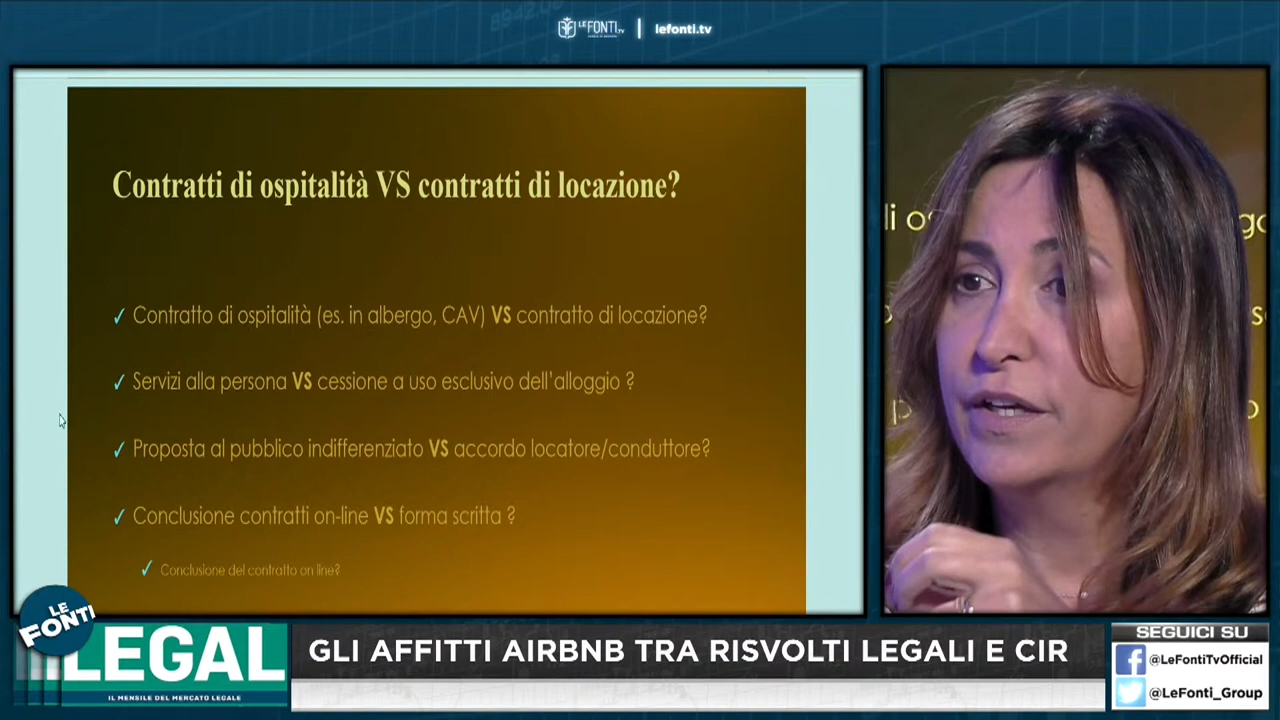 LE FONTI TV
lefonti.tv
Contratti di ospitalità VS contratti di locazione?
✓ Contratto di ospitalità (es. in albergo, CAV) VS contratto di locazione?
✓ Servizi alla persona VS cessione a uso esclusivo dell'alloggio ?
✓ Proposta al pubblico indifferenziato VS accordo locatore/conduttore?
✓ Conclusione contratti on-line VS forma scritta ?
✓ Conclusione del contratto on line?
LE FONTI
LEGAL
IL MENSILE DEL MERCATO LEGALE
GLI AFFITTI AIRBNB TRA RISVOLTI LEGALI E CIR
SEGUICI SU
@LeFontiTvOfficial
@LeFonti_Group